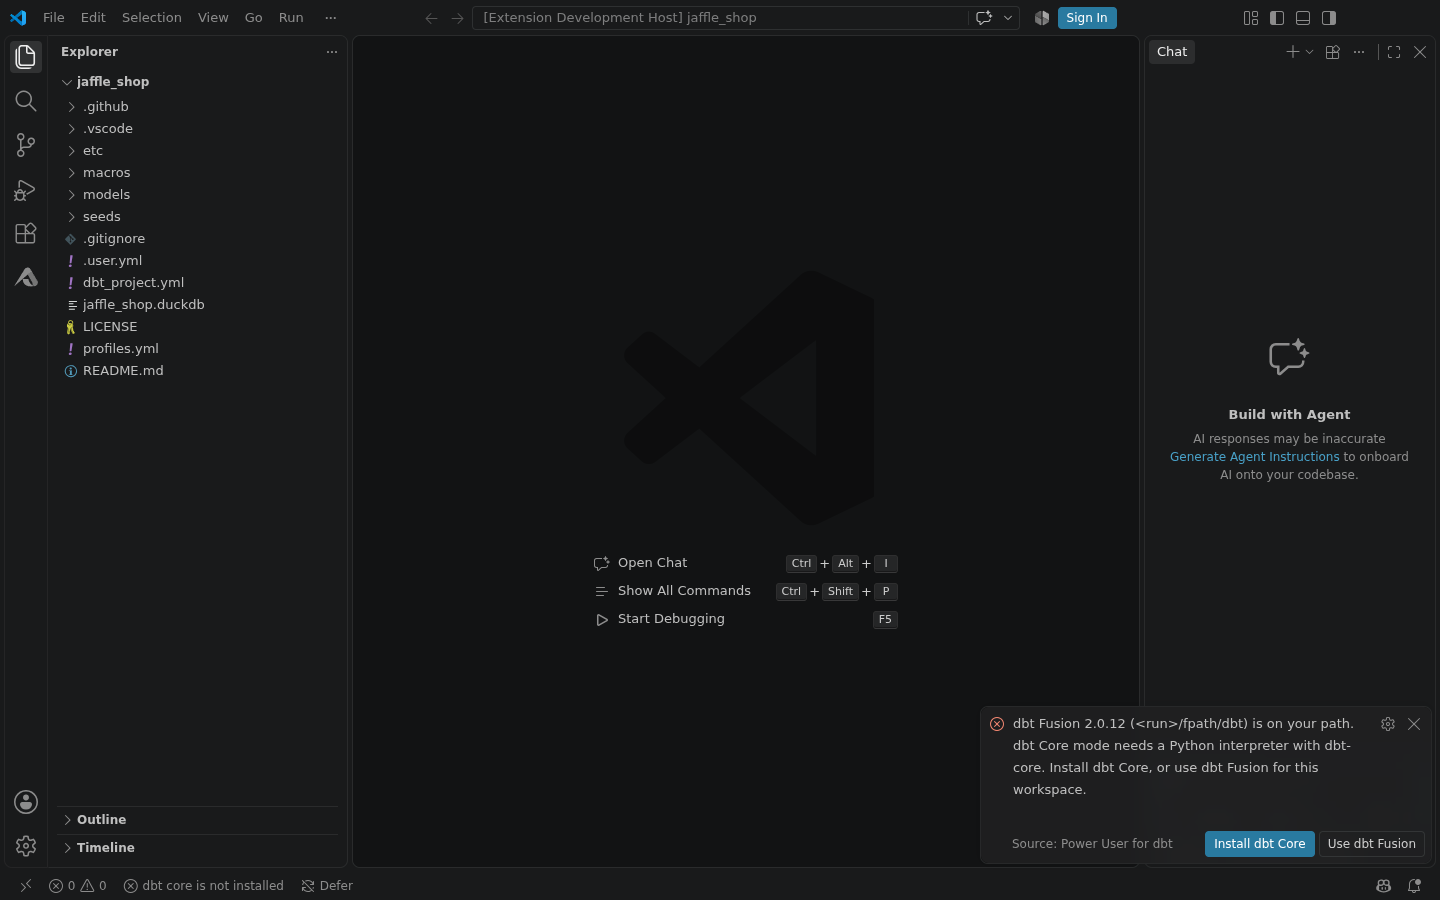 File Edit Selection View Go Run ···
[Extension Development Host] jaffle_shop
Sign In
Explorer
jaffle_shop
.github
.vscode
etc
macros
models
seeds
.gitignore
.user.yml
dbt_project.yml
jaffle_shop.duckdb
LICENSE
profiles.yml
README.md
Outline
Timeline
Open Chat Ctrl + Alt + I
Show All Commands Ctrl + Shift + P
Start Debugging F5
Chat
Build with Agent
AI responses may be inaccurate
Generate Agent Instructions to onboard
AI onto your codebase.
dbt Fusion 2.0.12 (<run>/fpath/dbt) is on your path.
dbt Core mode needs a Python interpreter with dbt-
core. Install dbt Core, or use dbt Fusion for this
workspace.
Source: Power User for dbt
Install dbt Core
Use dbt Fusion
0 0 dbt core is not installed Defer